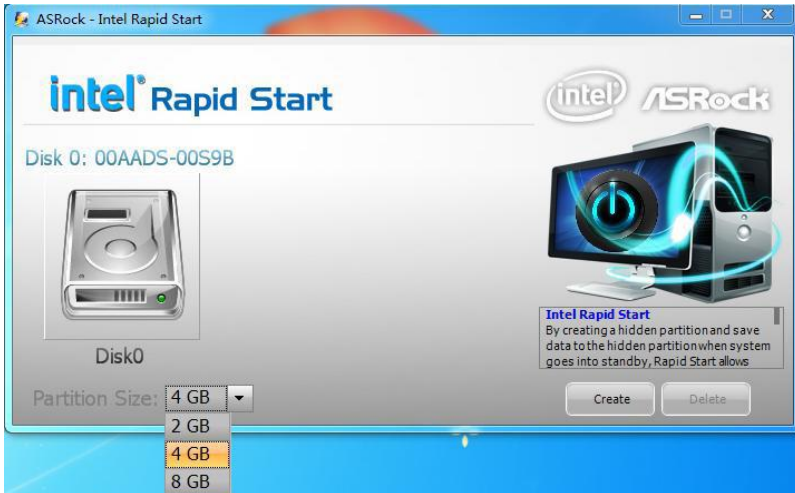 ASRock - Intel Rapid Start
intel® Rapid Start
intel ASRock
Disk 0: 00AADS-00S9B
Disk0
Intel Rapid Start
By creating a hidden partition and save
data to the hidden partition when system
goes into standby, Rapid Start allows
Partition Size: 4 GB
Create Delete
2 GB
4 GB
8 GB